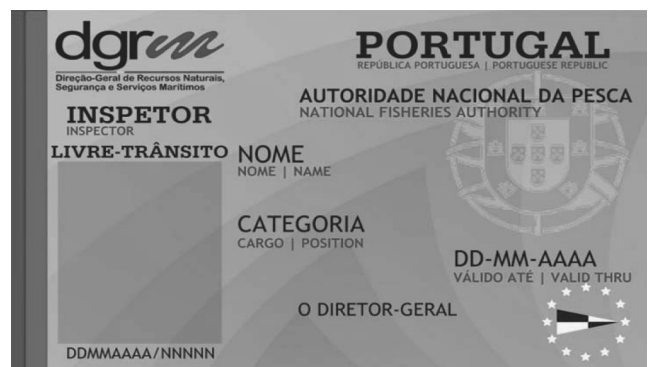 dgrm
Direção-Geral de Recursos Naturais,
Segurança e Serviços Marítimos
INSPETOR
INSPECTOR
LIVRE-TRÂNSITO
DDMMAAAA/NNNNN
PORTUGAL
REPÚBLICA PORTUGUESA | PORTUGUESE REPUBLIC
AUTORIDADE NACIONAL DA PESCA
NATIONAL FISHERIES AUTHORITY
NOME
NOME | NAME
CATEGORIA
CARGO | POSITION
DD-MM-AAAA
VÁLIDO ATÉ | VALID THRU
O DIRETOR-GERAL